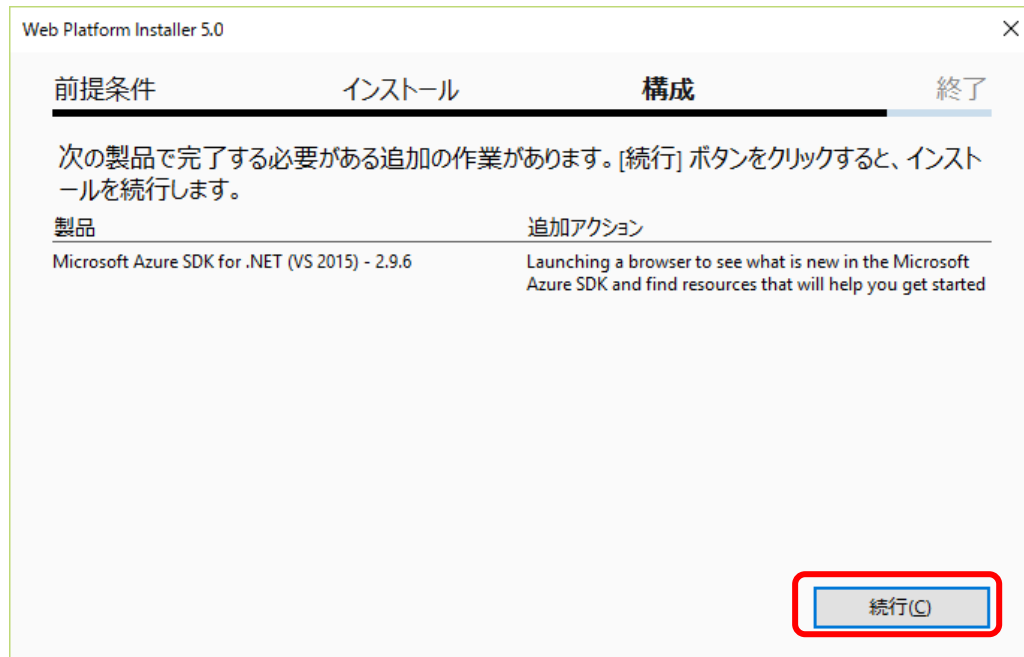 Web Platform Installer 5.0
前提条件 インストール 構成 終了
次の製品で完了する必要がある追加の作業があります。[続行] ボタンをクリックすると、インスト
ールを続行します。
製品 追加アクション
Microsoft Azure SDK for .NET (VS 2015) - 2.9.6 Launching a browser to see what is new in the Microsoft
Azure SDK and find resources that will help you get started
続行(C)